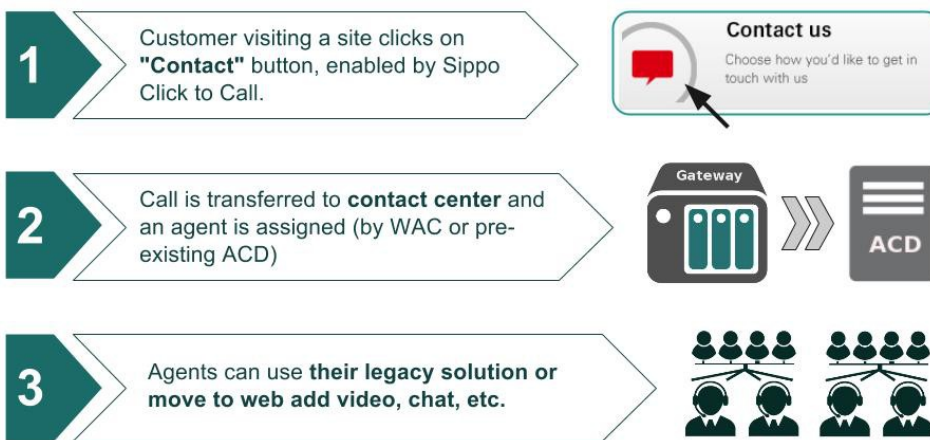 1
Customer visiting a site clicks on
"Contact" button, enabled by Sippo
Click to Call.
Contact us
Choose how you'd like to get in
touch with us
2
Call is transferred to contact center and
an agent is assigned (by WAC or pre-
existing ACD)
Gateway
ACD
3
Agents can use their legacy solution or
move to web add video, chat, etc.